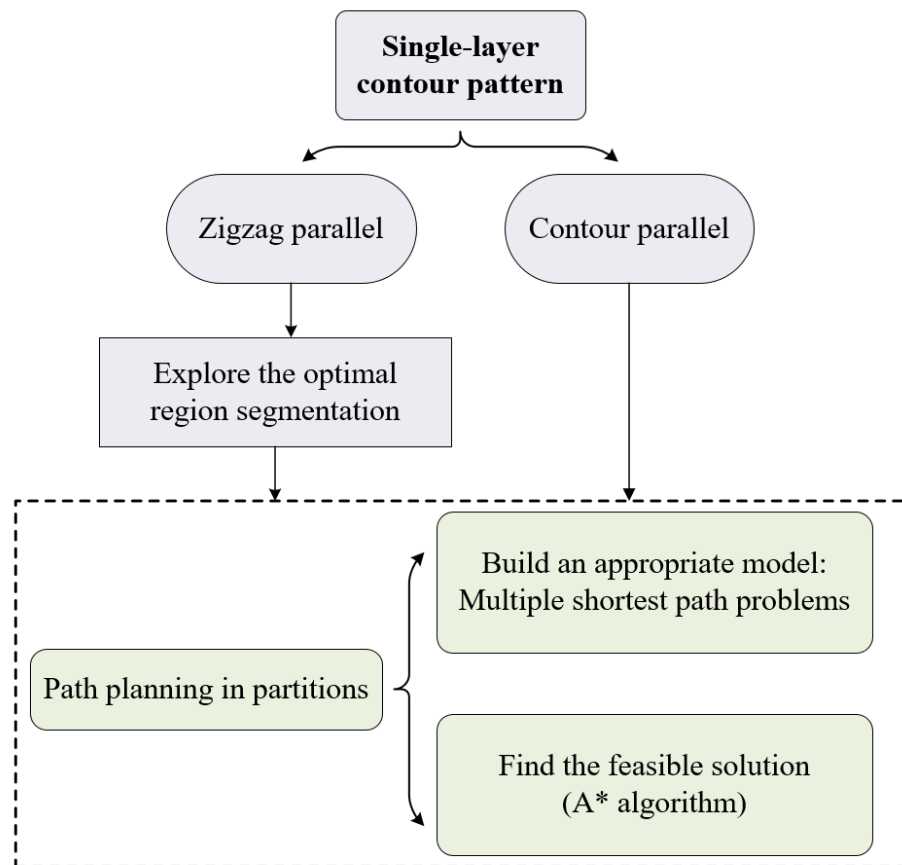 Single-layer
contour pattern
Zigzag parallel
Contour parallel
Explore the optimal
region segmentation
Build an appropriate model:
Multiple shortest path problems
Path planning in partitions
Find the feasible solution
(A* algorithm)